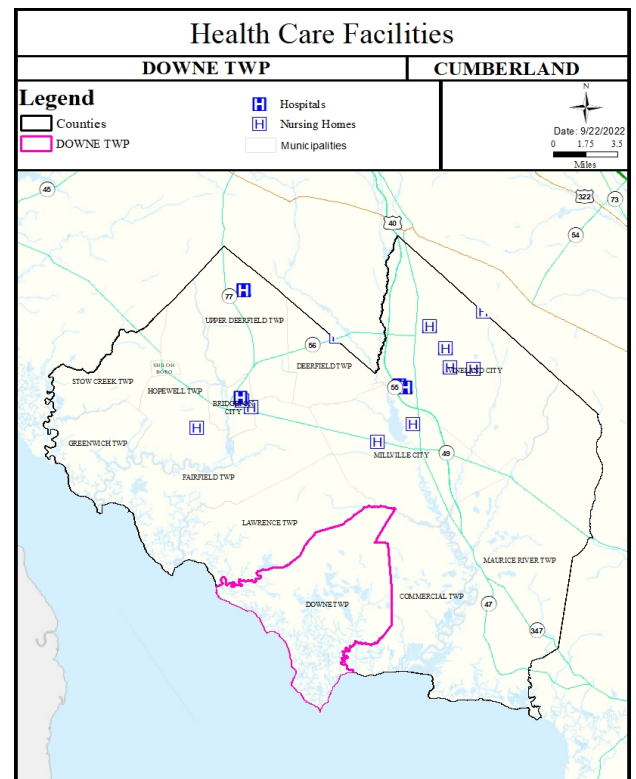 Health Care Facilities
DOWNE TWP
CUMBERLAND
Legend
Counties
DOWNE TWP
H Hospitals
H Nursing Homes
Municipalities
N
Date: 9/22/2022
0 1.75 3.5
Miles
45
40
322
73
54
77
H
UPPER DEERFIELD TWP
56
DEERFIELD TWP
H
H
H
H
VINELAND CITY
SHILOH
BORO
STOW CREEK TWP
HOPEWELL TWP
55
H
H
BRIDGETON
CITY
H
H
H
H
GREENWICH TWP
MILLVILLE CITY
49
FAIRFIELD TWP
LAWRENCE TWP
MAURICE RIVER TWP
DOWNE TWP
COMMERCIAL TWP
47
347